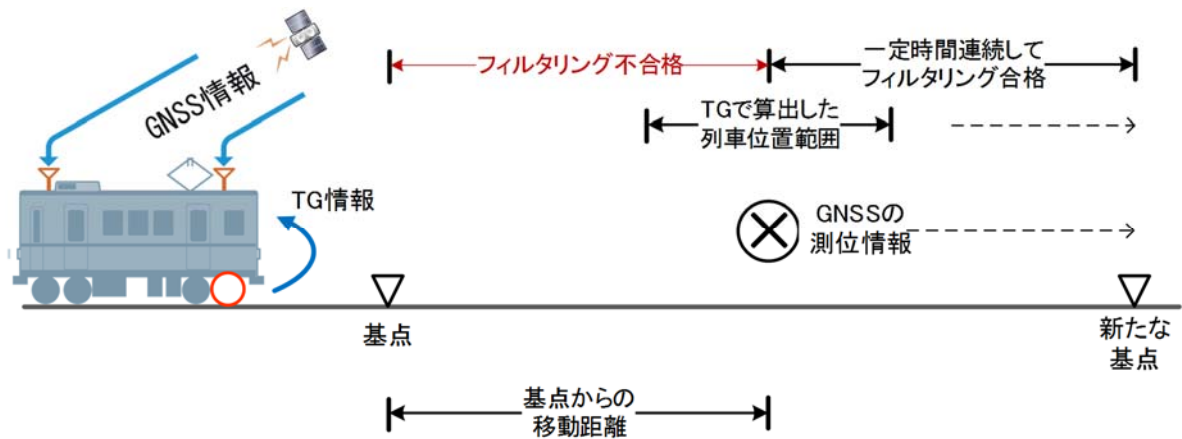 GNSS情報
TG情報
フィルタリング不合格
一定時間連続して
フィルタリング合格
TGで算出した
列車位置範囲
GNSSの
測位情報
基点
新たな
基点
基点からの
移動距離